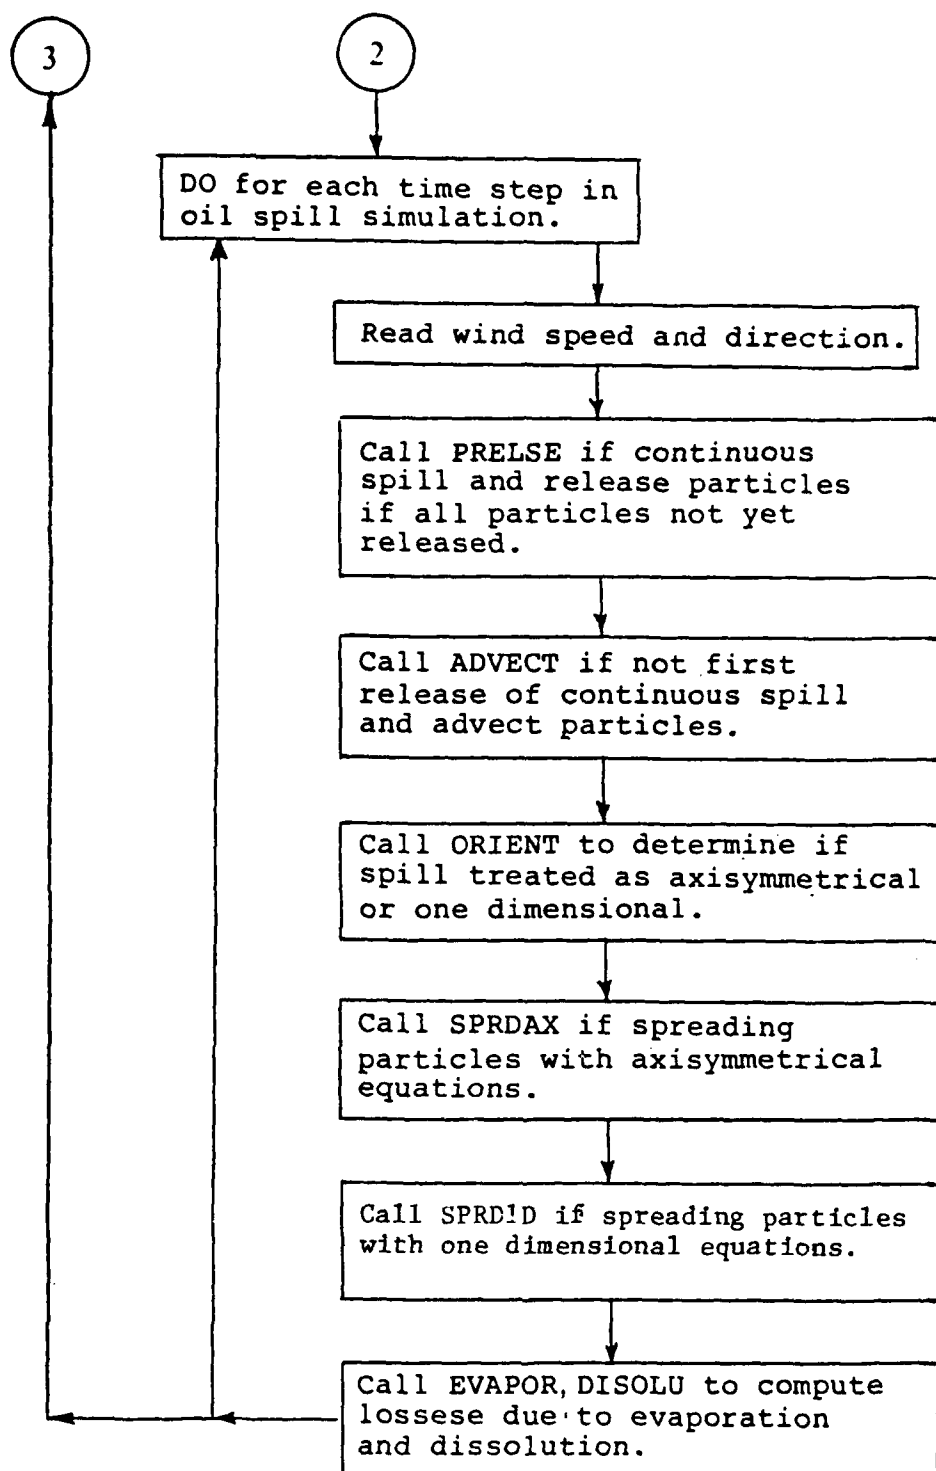 3
2
DO for each time step in
oil spill simulation.
Read wind speed and direction.
Call PRELSE if continuous
spill and release particles
if all particles not yet
released.
Call ADVECT if not first
release of continuous spill
and advect particles.
Call ORIENT to determine if
spill treated as axisymmetrical
or one dimensional.
Call SPRDAX if spreading
particles with axisymmetrical
equations.
Call SPRD1D if spreading particles
with one dimensional equations.
Call EVAPOR, DISOLU to compute
lossese due to evaporation
and dissolution.